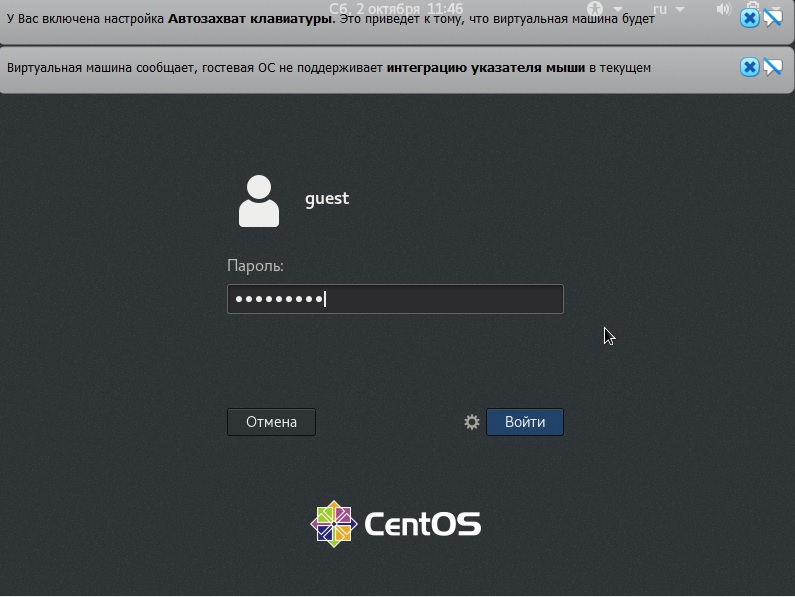 Сб, 2 октября 11:46
ru
У Вас включена настройка Автозахват клавиатуры. Это приведет к тому, что виртуальная машина будет
Виртуальная машина сообщает, гостевая ОС не поддерживает интеграцию указателя мыши в текущем
guest
Пароль:
Отмена
Войти
CentOS